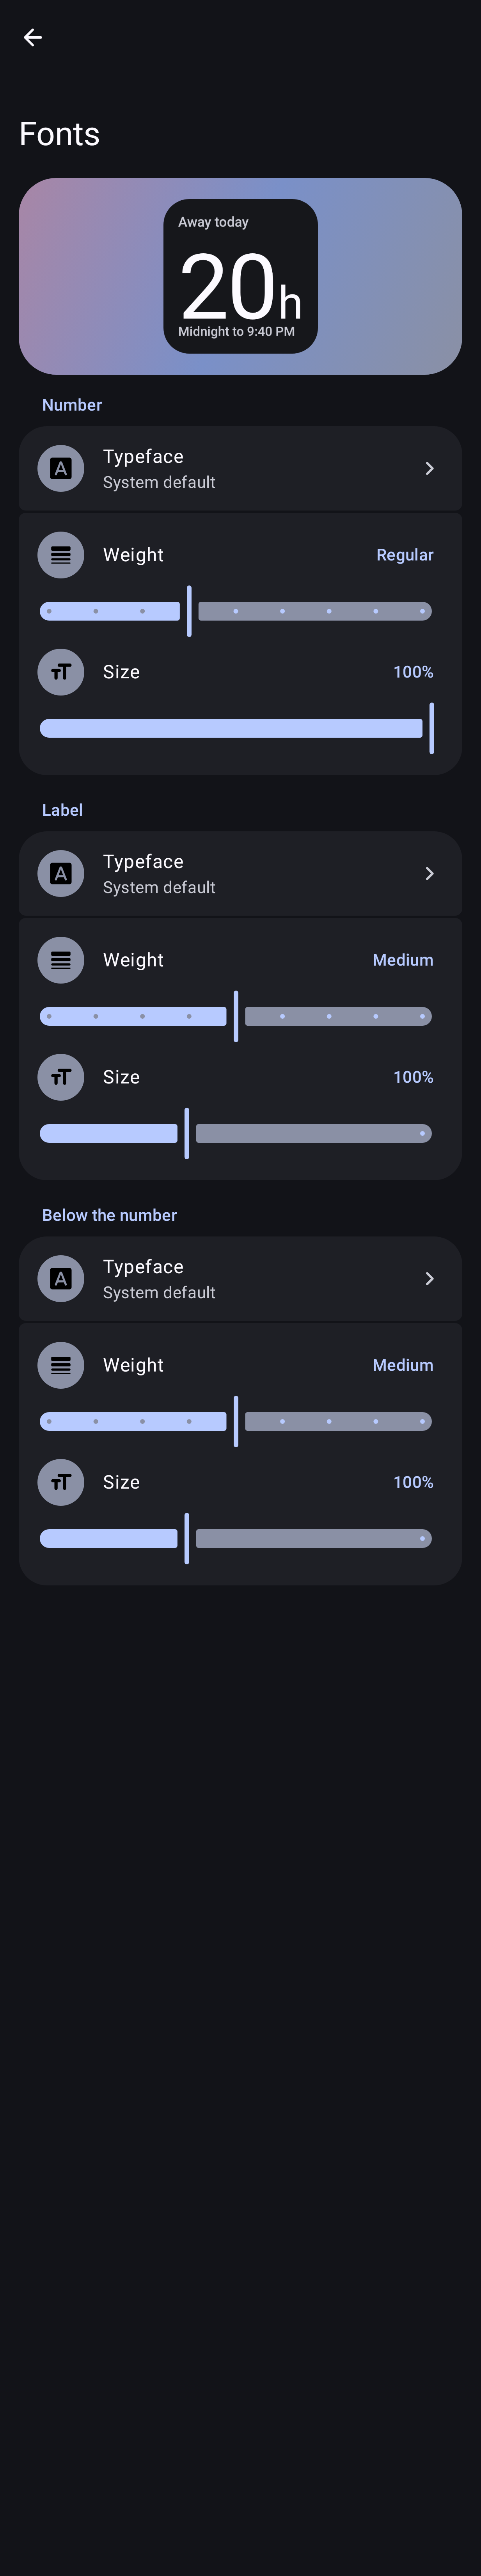 Fonts
Away today
20h
Midnight to 9:40 PM
Number
Typeface
System default
Weight
Regular
Size
100%
Label
Typeface
System default
Weight
Medium
Size
100%
Below the number
Typeface
System default
Weight
Medium
Size
100%